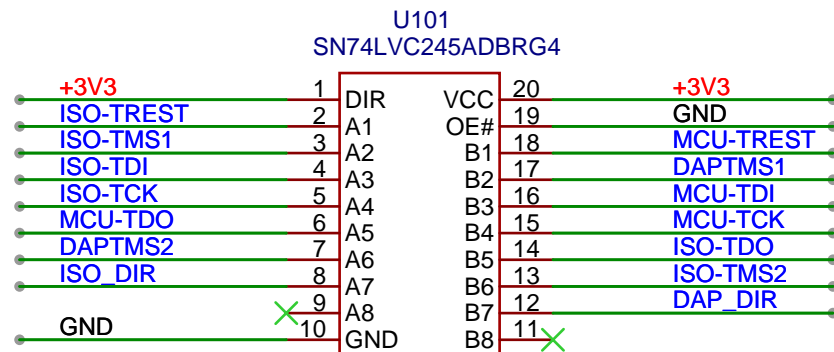 U101
SN74LVC245ADBRG4
+3V3 1 DIR VCC 20 +3V3
ISO-TREST 2 A1 OE# 19 GND
ISO-TMS1 3 A2 B1 18 MCU-TREST
ISO-TDI 4 A3 B2 17 DAPTMS1
ISO-TCK 5 A4 B3 16 MCU-TDI
MCU-TDO 6 A5 B4 15 MCU-TCK
DAPTMS2 7 A6 B5 14 ISO-TDO
ISO_DIR 8 A7 B6 13 ISO-TMS2
9 A8 B7 12 DAP_DIR
GND 10 GND B8 11